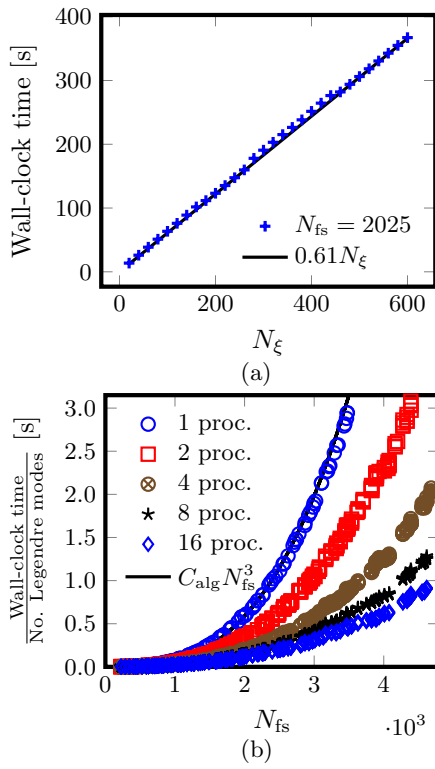 Wall-clock time [s]
400
300
200
100
0
N_fs = 2025
0.61N_ξ
0 200 400 600
N_ξ
(a)
Wall-clock time / No. Legendre modes [s]
3.0
2.5
2.0
1.5
1.0
0.5
0.0
1 proc.
2 proc.
4 proc.
8 proc.
16 proc.
C_alg N_fs^3
0 1 2 3 4
N_fs
·10^3
(b)